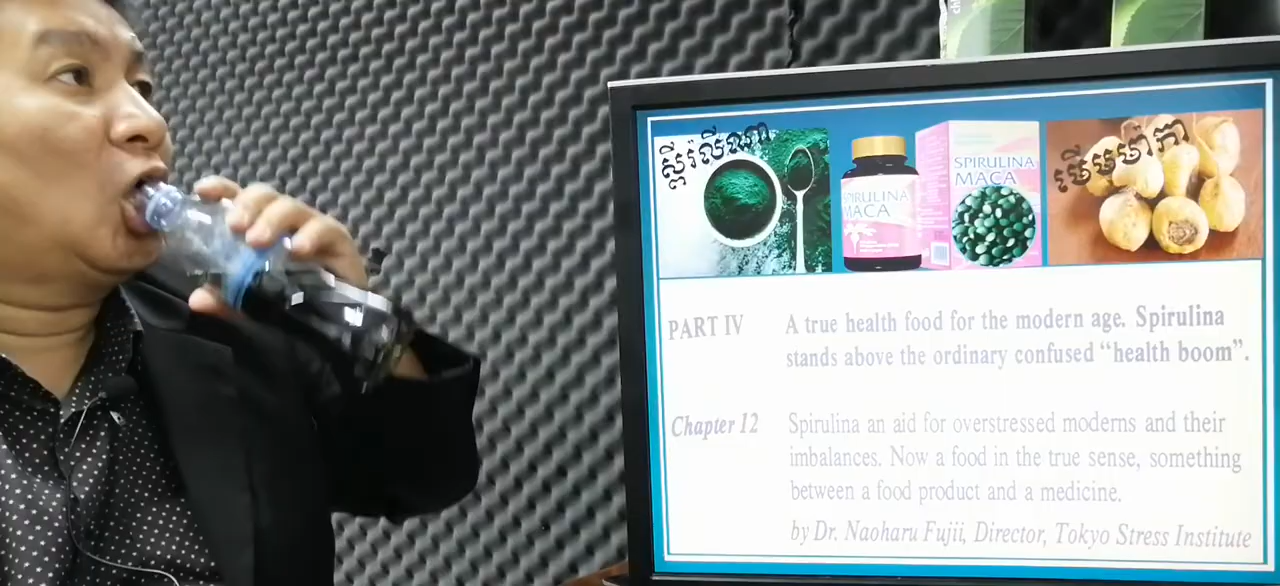 ស្ពីរូលីណា
មើមម៉ាកា
SPIRULINA
MACA
SPIRULINA
MACA
PART IV
A true health food for the modern age. Spirulina
stands above the ordinary confused “health boom”.
Chapter 12
Spirulina an aid for overstressed moderns and their
imbalances. Now a food in the true sense, something
between a food product and a medicine.
by Dr. Naoharu Fujii, Director, Tokyo Stress Institute